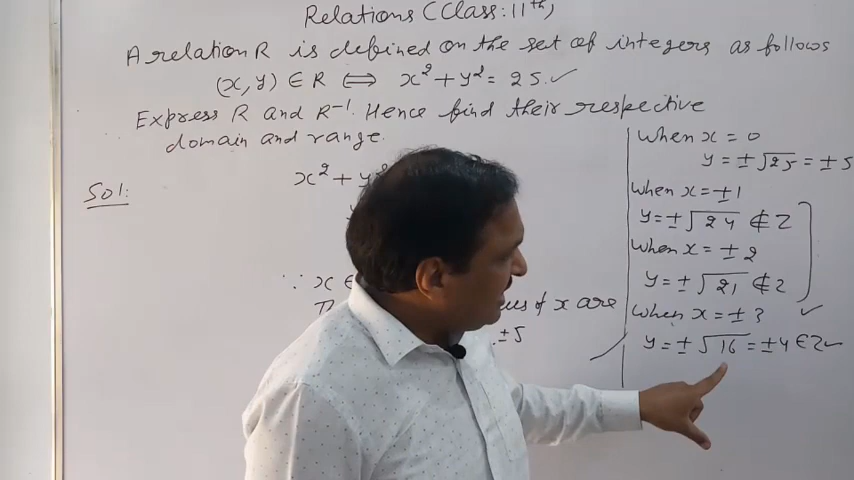 Relations (Class: 11th)
A relation R is defined on the set of integers as follows
(x, y) ∈ R ⟺ x² + y² = 25. ✓
Express R and R⁻¹. Hence find their respective
domain and range.
Sol:
x² + y²
∵ x ∈
of x are
±5
When x = 0
y = ±√25 = ±5
When x = ±1
y = ±√24 ∉ Z
When x = ±2
y = ±√21 ∉ Z
When x = ±3 ✓
y = ±√16 = ±4 ∈ Z ✓